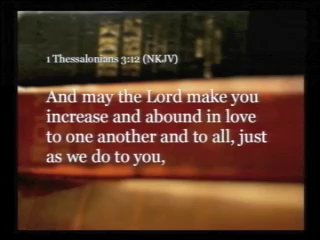 1 Thessalonians 3:12 (NKJV)
And may the Lord make you
increase and abound in love
to one another and to all, just
as we do to you,